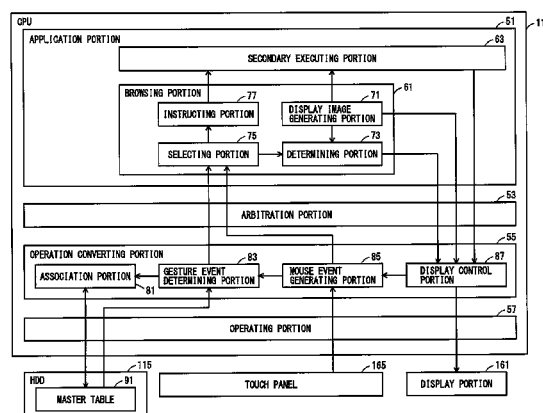 CPU
11
51
APPLICATION PORTION
63
SECONDARY EXECUTING PORTION
BROWSING PORTION
61
77
INSTRUCTING PORTION
71
DISPLAY IMAGE GENERATING PORTION
75
SELECTING PORTION
73
DETERMINING PORTION
53
ARBITRATION PORTION
OPERATION CONVERTING PORTION
55
ASSOCIATION PORTION
81
83
GESTURE EVENT DETERMINING PORTION
85
MOUSE EVENT GENERATING PORTION
87
DISPLAY CONTROL PORTION
57
OPERATING PORTION
115
HDD
91
MASTER TABLE
165
TOUCH PANEL
161
DISPLAY PORTION